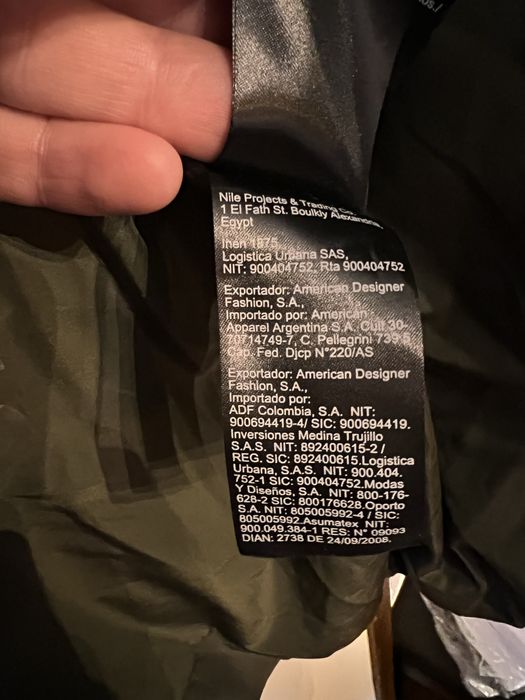 Nile Projects & Trading Co.
1 El Fath St. Boulkly Alexandria,
Egypt
Inen 1875
Logistica Urbana SAS,
NIT: 900404752, Rta 900404752
Exportador: American Designer
Fashion, S.A.,
Importado por: American
Apparel Argentina S.A. Cuit 30-
70714749-7, C. Pellegrini 739
Cap. Fed. Djcp N°220/AS
Exportador: American Designer
Fashion, S.A.,
Importado por:
ADF Colombia, S.A. NIT:
900694419-4/ SIC: 900694419.
Inversiones Medina Trujillo
S.A.S. NIT: 892400615-2 /
REG. SIC: 892400615.Logistica
Urbana, S.A.S. NIT: 900.404.
752-1 SIC: 900404752.Modas
Y Diseños, S.A. NIT: 800-176-
628-2 SIC: 800176628.Oporto
S.A. NIT: 805005992-4 / SIC:
805005992.Asumatex NIT:
900.049.384-1 RES: N° 09093
DIAN: 2738 DE 24/09/2008.